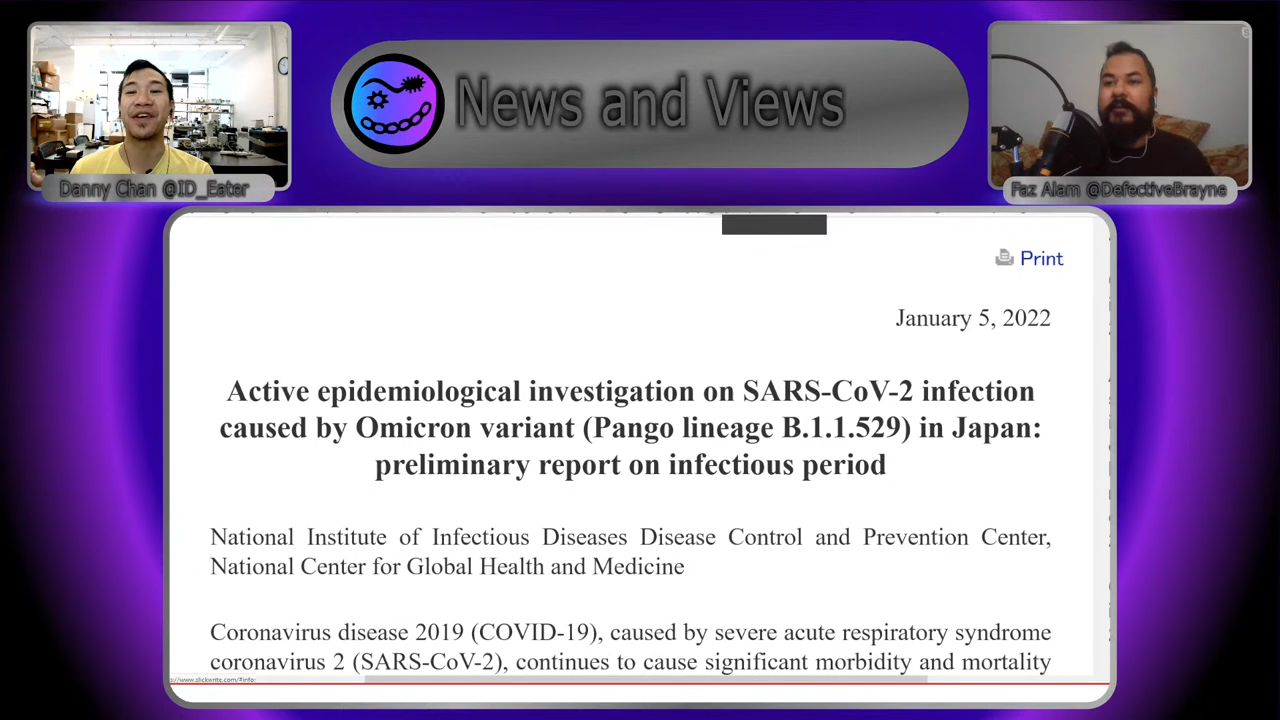 News and Views
Danny Chan @ID_Eater
Faz Alam @DefectiveBrayne
Print
January 5, 2022
Active epidemiological investigation on SARS-CoV-2 infection
caused by Omicron variant (Pango lineage B.1.1.529) in Japan:
preliminary report on infectious period
National Institute of Infectious Diseases Disease Control and Prevention Center,
National Center for Global Health and Medicine
Coronavirus disease 2019 (COVID-19), caused by severe acute respiratory syndrome
coronavirus 2 (SARS-CoV-2), continues to cause significant morbidity and mortality
s://www.slickwrite.com/#info: